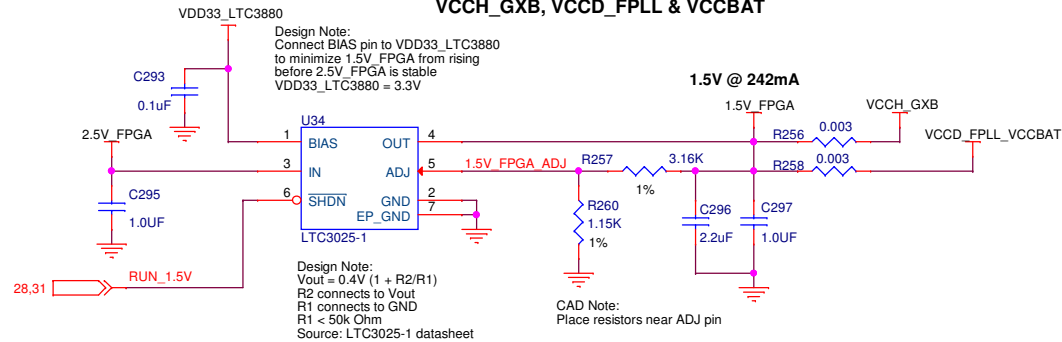 VCCH_GXB, VCCD_FPLL & VCCBAT
VDD33_LTC3880
Design Note:
Connect BIAS pin to VDD33_LTC3880
to minimize 1.5V_FPGA from rising
before 2.5V_FPGA is stable
VDD33_LTC3880 = 3.3V
C293
0.1uF
1.5V @ 242mA
1.5V_FPGA
VCCH_GXB
VCCD_FPLL_VCCBAT
R256
0.003
R258
0.003
2.5V_FPGA
C295
1.0UF
U34
1
BIAS
OUT
4
3
IN
ADJ
5
6
SHDN
GND
2
EP_GND
7
LTC3025-1
1.5V_FPGA_ADJ
R257
3.16K
1%
R260
1.15K
1%
C296
2.2uF
C297
1.0UF
28,31
RUN_1.5V
Design Note:
Vout = 0.4V (1 + R2/R1)
R2 connects to Vout
R1 connects to GND
R1 < 50k Ohm
Source: LTC3025-1 datasheet
CAD Note:
Place resistors near ADJ pin